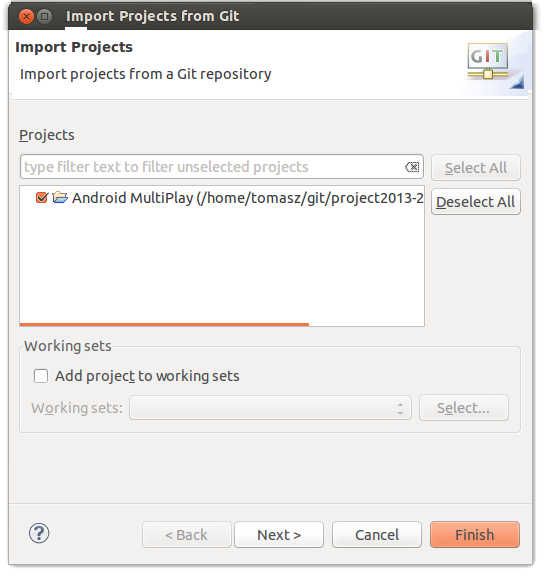 Import Projects from Git
Import Projects
Import projects from a Git repository
GIT
Projects
type filter text to filter unselected projects
Select All
Android MultiPlay (/home/tomasz/git/project2013-2
Deselect All
Working sets
Add project to working sets
Working sets:
Select...
?
< Back
Next >
Cancel
Finish